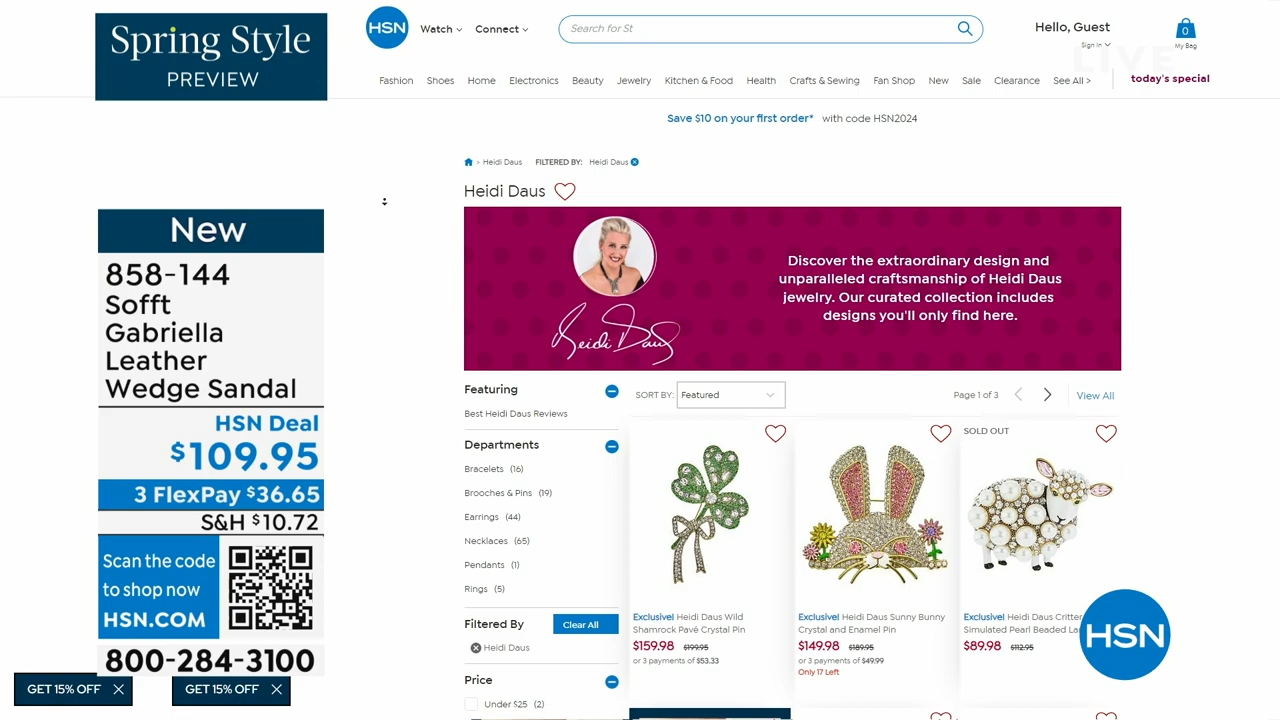 Spring Style
PREVIEW
HSN
Watch
Connect
Search for St
Hello, Guest
Sign In
0
My Bag
LIVE
Fashion Shoes Home Electronics Beauty Jewelry Kitchen & Food Health Crafts & Sewing Fan Shop New Sale Clearance See All >
today's special
Save $10 on your first order* with code HSN2024
> Heidi Daus FILTERED BY: Heidi Daus
Heidi Daus
Heidi Daus
Discover the extraordinary design and
unparalleled craftsmanship of Heidi Daus
jewelry. Our curated collection includes
designs you'll only find here.
New
858-144
Sofft
Gabriella
Leather
Wedge Sandal
HSN Deal
$109.95
3 FlexPay $36.65
S&H $10.72
Scan the code
to shop now
HSN.COM
800-284-3100
GET 15% OFF
GET 15% OFF
Featuring
Best Heidi Daus Reviews
Departments
Bracelets (16)
Brooches & Pins (19)
Earrings (44)
Necklaces (65)
Pendants (1)
Rings (5)
Filtered By
Clear All
Heidi Daus
Price
Under $25 (2)
SORT BY: Featured
Page 1 of 3
View All
Exclusive! Heidi Daus Wild
Shamrock Pavé Crystal Pin
$159.98 $199.95
or 3 payments of $53.33
Exclusive! Heidi Daus Sunny Bunny
Crystal and Enamel Pin
$149.98 $189.95
or 3 payments of $49.99
Only 17 Left
SOLD OUT
Exclusive! Heidi Daus Critter
Simulated Pearl Beaded
$89.98 $112.95
HSN